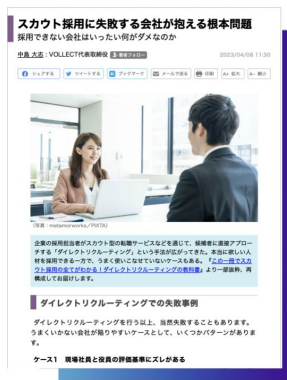 スカウト採用に失敗する会社が抱える根本問題
採用できない会社はいったい何がダメなのか
中島 大志 : VOLLECT代表取締役 著者フォロー
2023/04/08 11:30
シェアする
ツイートする
ブックマーク
メールで送る
印刷
A+ 拡大
A- 縮小
(写真:metamorworks/PIXTA)
企業の採用担当者がスカウト型の転職サービスなどを通じて、候補者に直接アプロー
チする「ダイレクトリクルーティング」という手法が広がってきた。本当に欲しい人
材を採用できる一方で、うまく使いこなせていないケースもある。『この一冊でスカ
ウト採用の全てがわかる!ダイレクトリクルーティングの教科書』より一部抜粋、再
構成してお届けします。
ダイレクトリクルーティングでの失敗事例
ダイレクトリクルーティングを行う以上、当然失敗することもあります。
うまくいかない会社が陥りやすいケースとして、いくつかパターンがありま
す。
ケース1 現場社員と役員の評価基準にズレがある